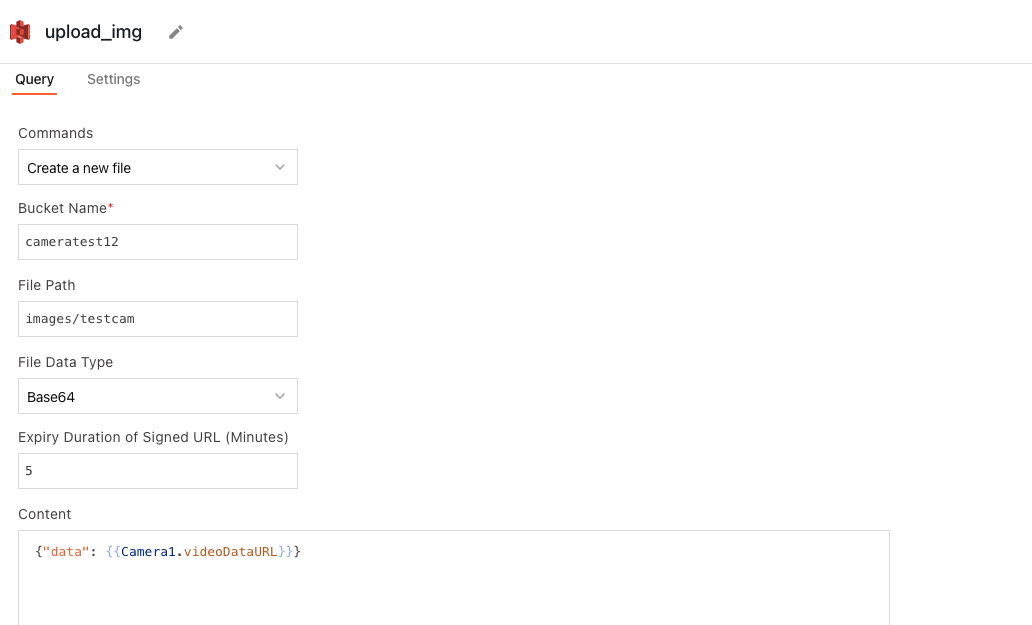 upload_img
Query Settings
Commands
Create a new file
Bucket Name*
cameratest12
File Path
images/testcam
File Data Type
Base64
Expiry Duration of Signed URL (Minutes)
5
Content
{"data": {{Camera1.videoDataURL}}}